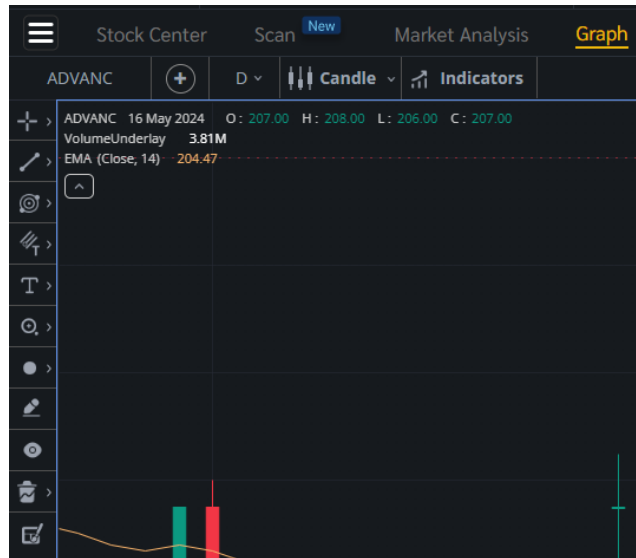 Stock Center Scan New Market Analysis Graph
ADVANC D Candle Indicators
ADVANC 16 May 2024 O: 207.00 H: 208.00 L: 206.00 C: 207.00
VolumeUnderlay 3.81M
EMA (Close, 14) 204.47
T
T